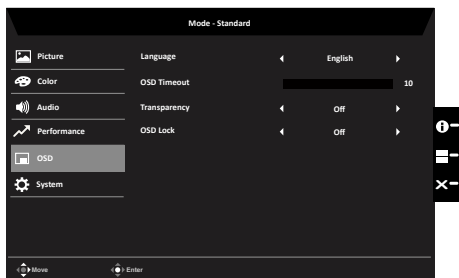 Mode - Standard
Picture
Language English
Color
OSD Timeout 10
Audio
Transparency Off
Performance
OSD Lock Off
OSD
System
Move Enter